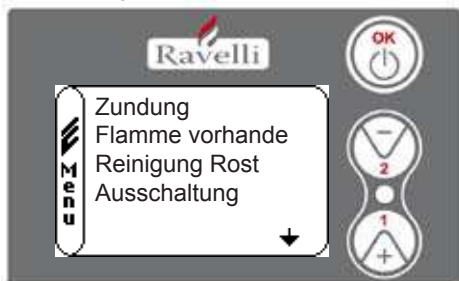 Ravelli
OK
Zundung
Flamme vorhande
Reinigung Rost
Ausschaltung
Menu
2
1